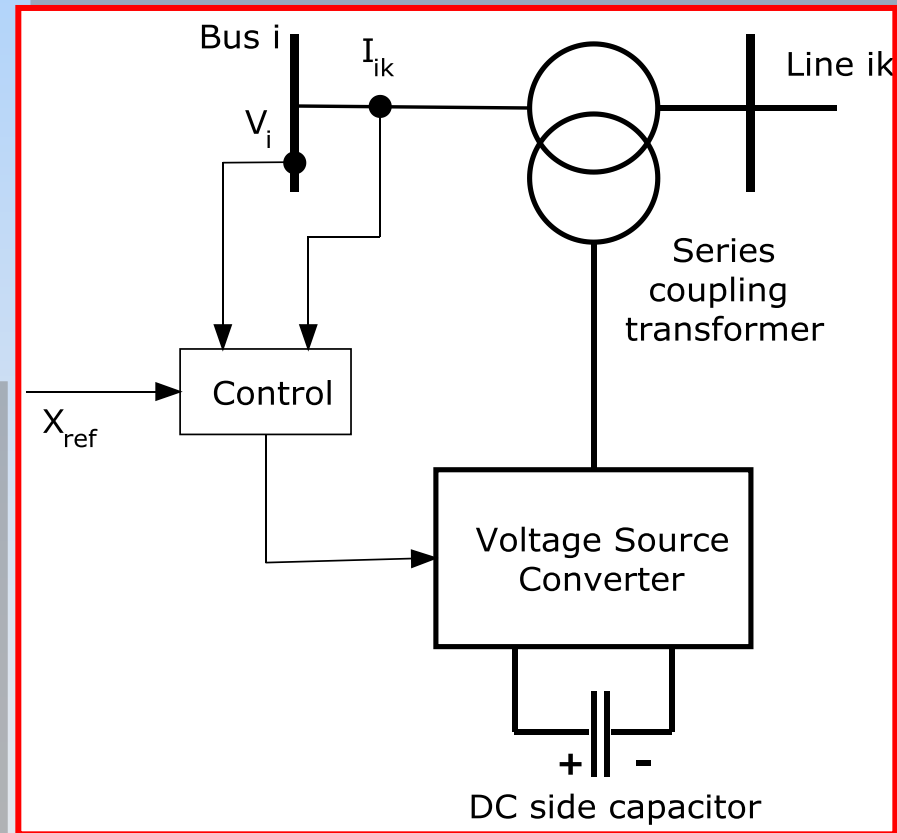 Bus i
I_ik
Line ik
V_i
Series
coupling
transformer
Control
X_ref
Voltage Source
Converter
+ -
DC side capacitor